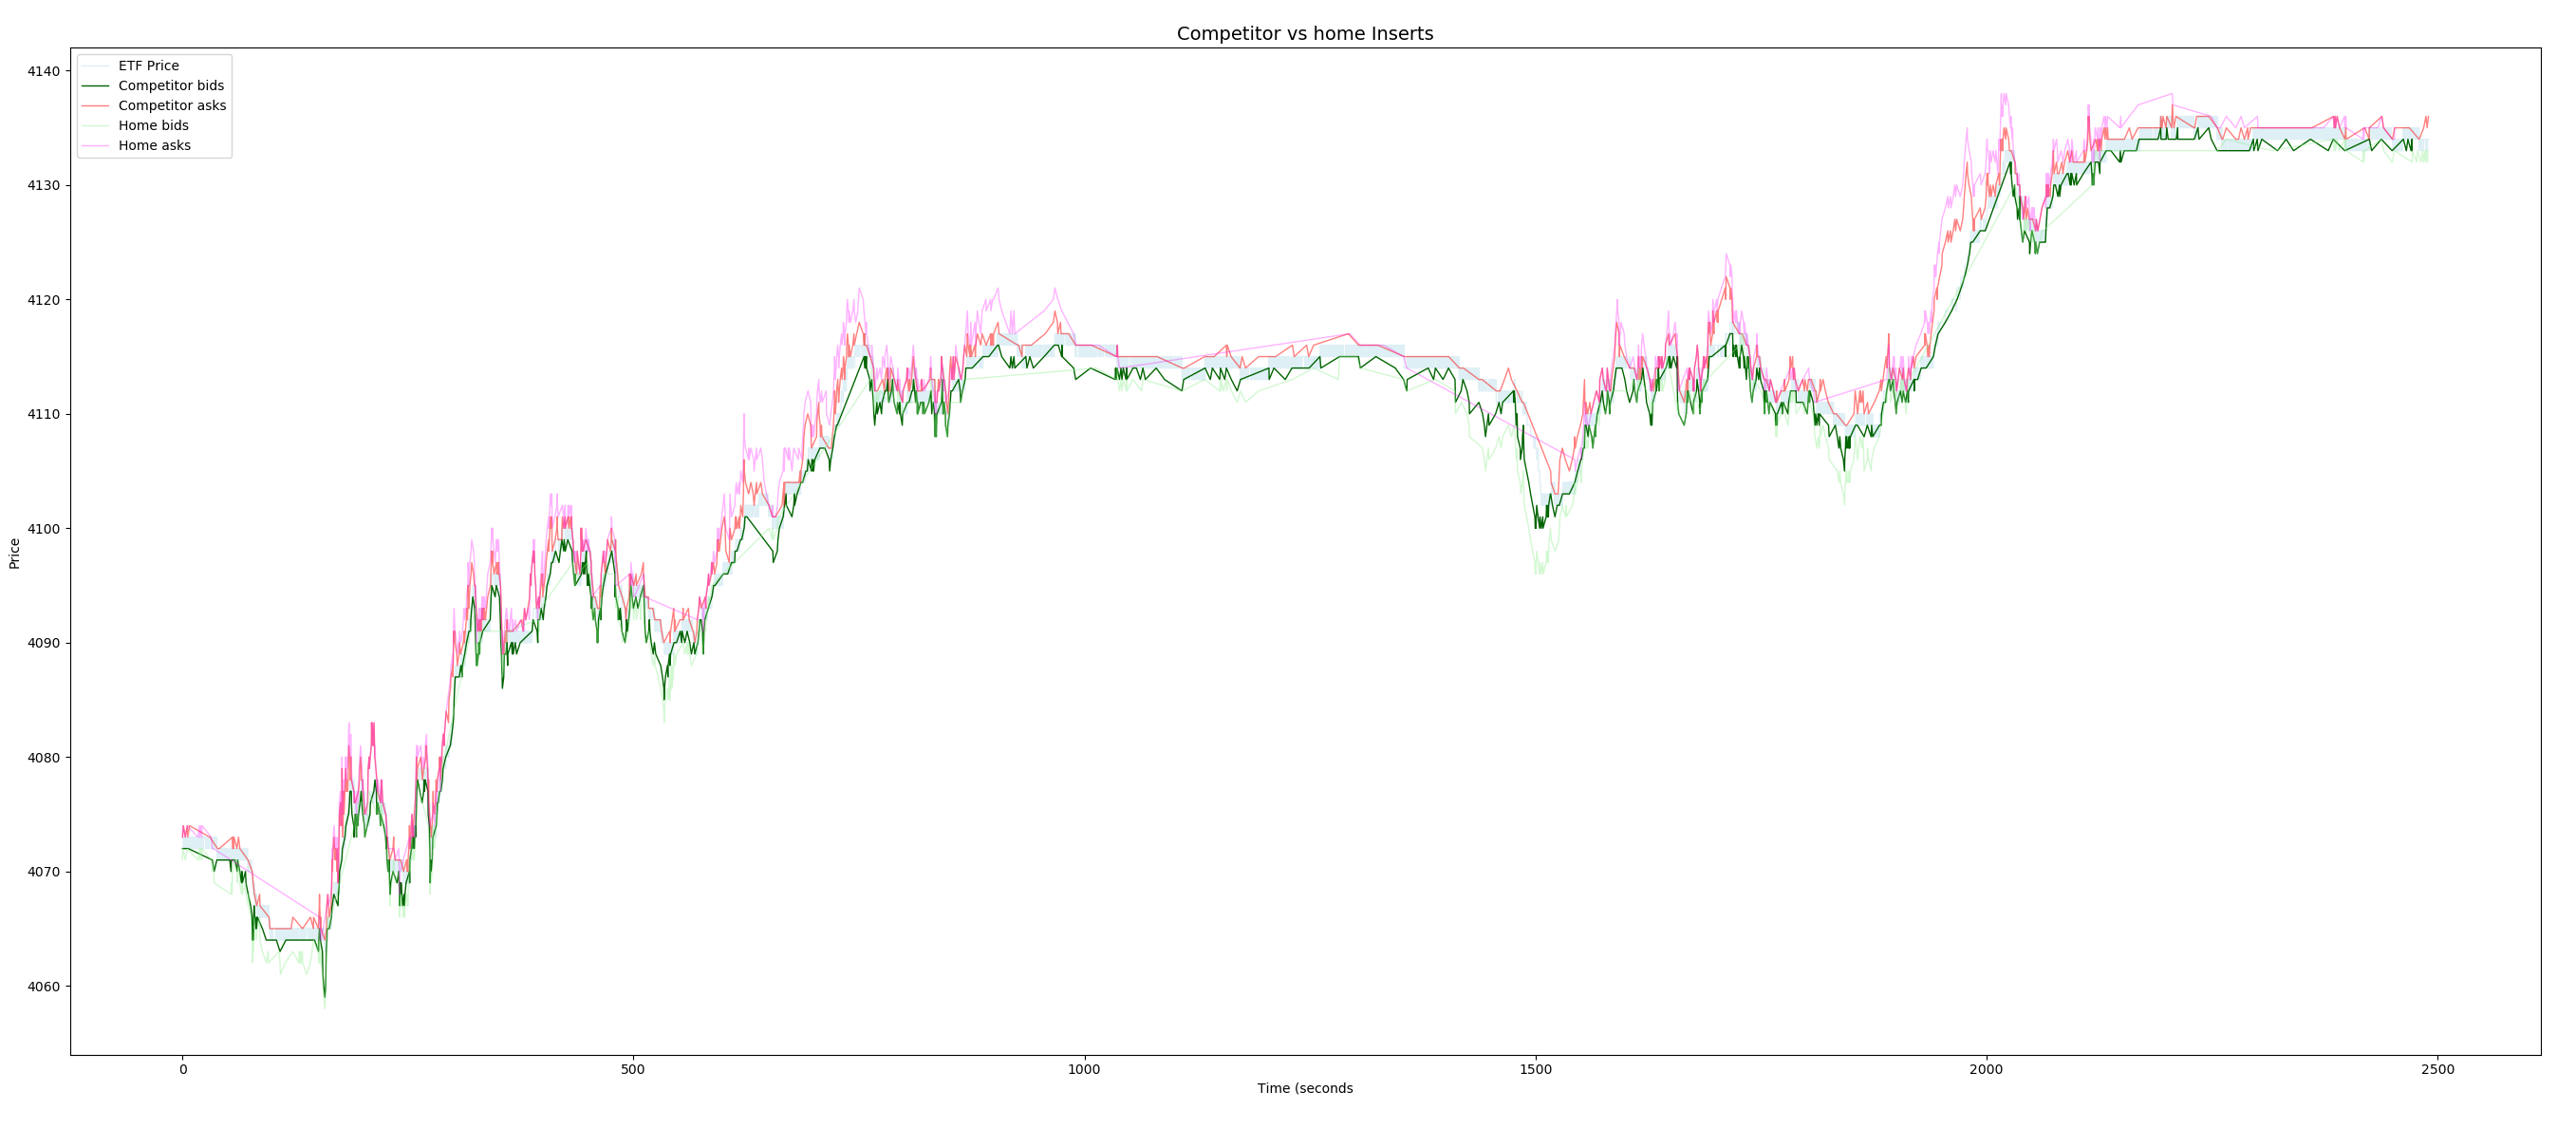 Competitor vs home Inserts
ETF Price
Competitor bids
Competitor asks
Home bids
Home asks
4140
4130
4120
4110
4100
4090
4080
4070
4060
Price
0 500 1000 1500 2000 2500
Time (seconds